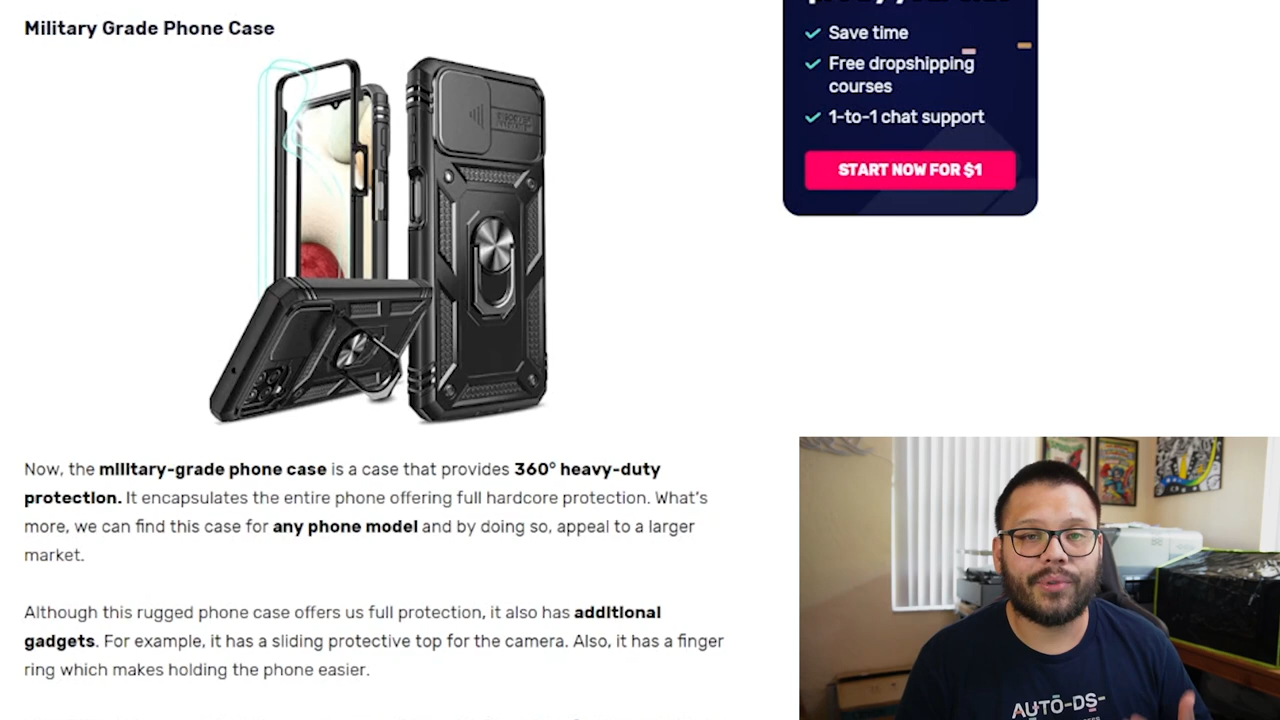 Military Grade Phone Case
Now, the military-grade phone case is a case that provides 360° heavy-duty
protection. It encapsulates the entire phone offering full hardcore protection. What's
more, we can find this case for any phone model and by doing so, appeal to a larger
market.
Although this rugged phone case offers us full protection, it also has additional
gadgets. For example, it has a sliding protective top for the camera. Also, it has a finger
ring which makes holding the phone easier.
Save time
Free dropshipping
courses
1-to-1 chat support
START NOW FOR $1
AUTO-DS-